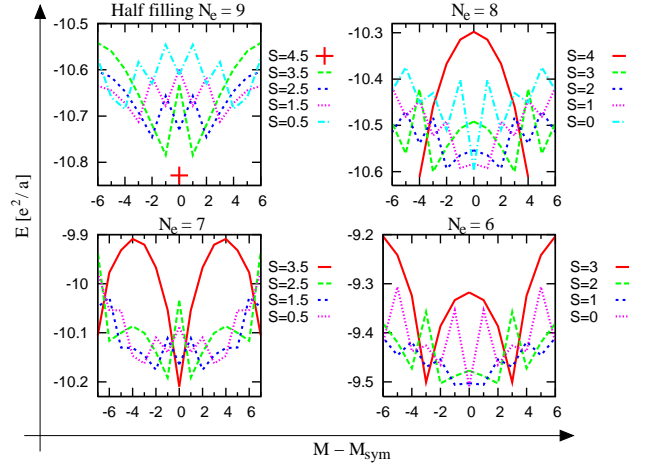 Half filling N_e = 9
-10.5
-10.6
-10.7
-10.8
-6 -4 -2 0 2 4 6
S=4.5
S=3.5
S=2.5
S=1.5
S=0.5
N_e = 8
-10.3
-10.4
-10.5
-10.6
-6 -4 -2 0 2 4 6
S=4
S=3
S=2
S=1
S=0
E [e²/a]
N_e = 7
-9.9
-10
-10.1
-10.2
-6 -4 -2 0 2 4 6
S=3.5
S=2.5
S=1.5
S=0.5
N_e = 6
-9.2
-9.3
-9.4
-9.5
-6 -4 -2 0 2 4 6
S=3
S=2
S=1
S=0
M − M_sym